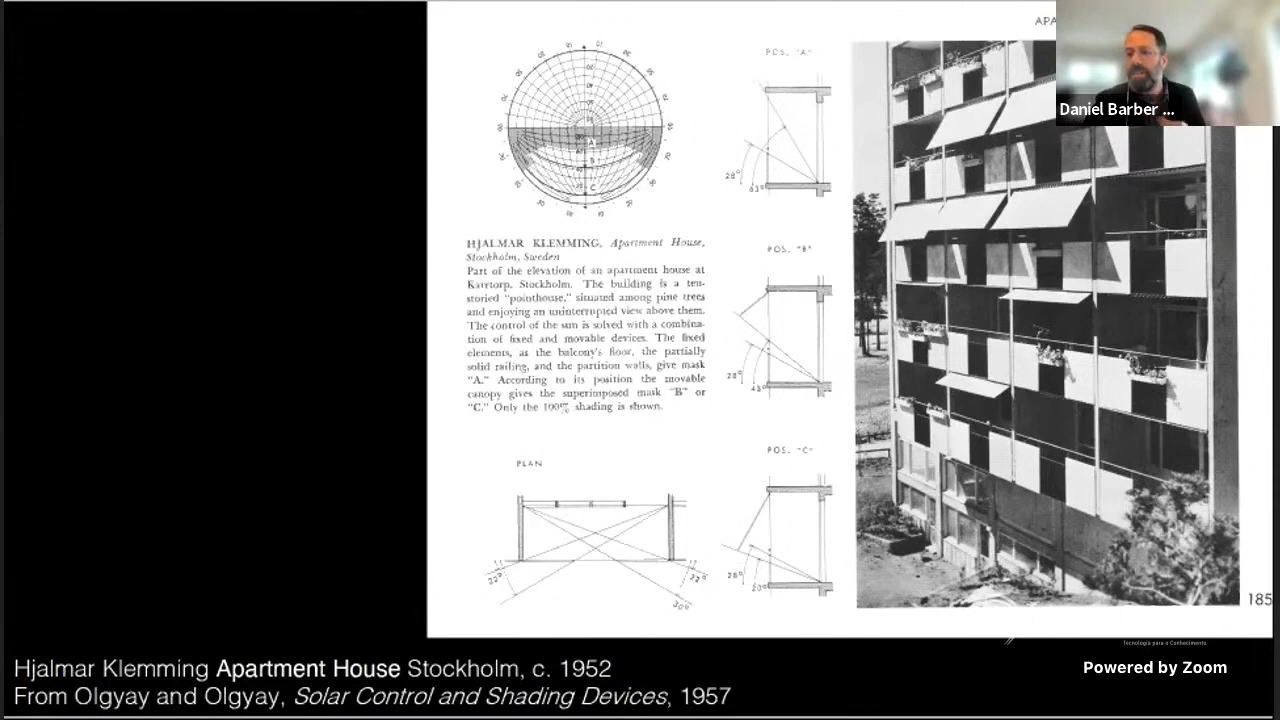 APA
Daniel Barber ...
POS. "A"
28°
63°
HJALMAR KLEMMING, Apartment House,
Stockholm, Sweden
Part of the elevation of an apartment house at
Karrtorp, Stockholm. The building is a ten-
storied "pointhouse," situated among pine trees
and enjoying an uninterrupted view above them.
The control of the sun is solved with a combina-
tion of fixed and movable devices. The fixed
elements, as the balcony's floor, the partially
solid railing, and the partition walls, give mask
"A." According to its position the movable
canopy gives the superimposed mask "B" or
"C." Only the 100% shading is shown.
A
B
C
POS. "B"
28°
45°
PLAN
22°
22°
30°
POS. "C"
28°
20°
185
Tecnologia para o Conhecimento
Powered by Zoom
Hjalmar Klemming Apartment House Stockholm, c. 1952
From Olgyay and Olgyay, Solar Control and Shading Devices, 1957